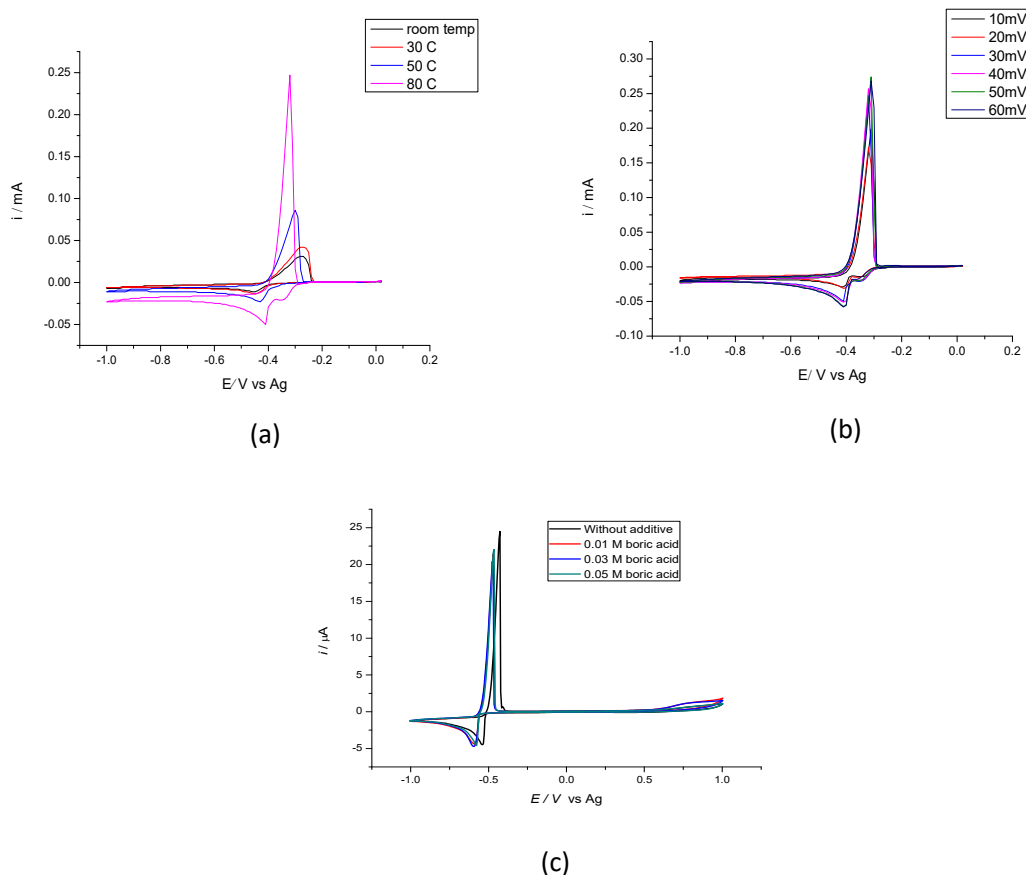 room temp
30 C
50 C
80 C
0.25
0.20
0.15
0.10
0.05
0.00
-0.05
i / mA
-1.0 -0.8 -0.6 -0.4 -0.2 0.0 0.2
E/ V vs Ag
(a)
10mV
20mV
30mV
40mV
50mV
60mV
0.30
0.25
0.20
0.15
0.10
0.05
0.00
-0.05
-0.10
i / mA
-1.0 -0.8 -0.6 -0.4 -0.2 0.0 0.2
E/ V vs Ag
(b)
Without additive
0.01 M boric acid
0.03 M boric acid
0.05 M boric acid
25
20
15
10
5
0
-5
i / μA
-1.0 -0.5 0.0 0.5 1.0
E / V vs Ag
(c)